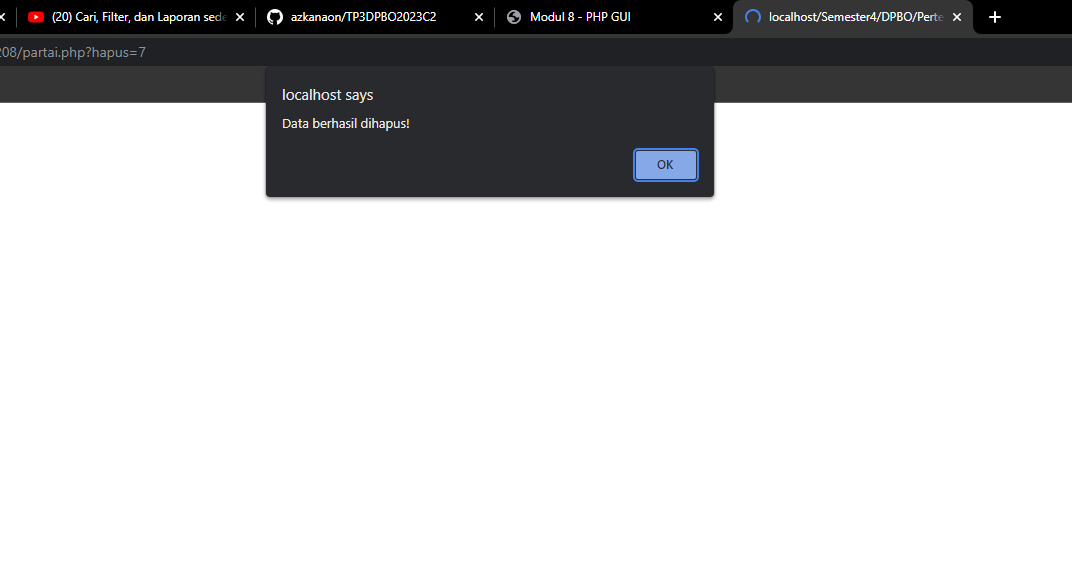 (20) Cari, Filter, dan Laporan sede
azkanaon/TP3DPBO2023C2
Modul 8 - PHP GUI
localhost/Semester4/DPBO/Perte
208/partai.php?hapus=7
localhost says
Data berhasil dihapus!
OK